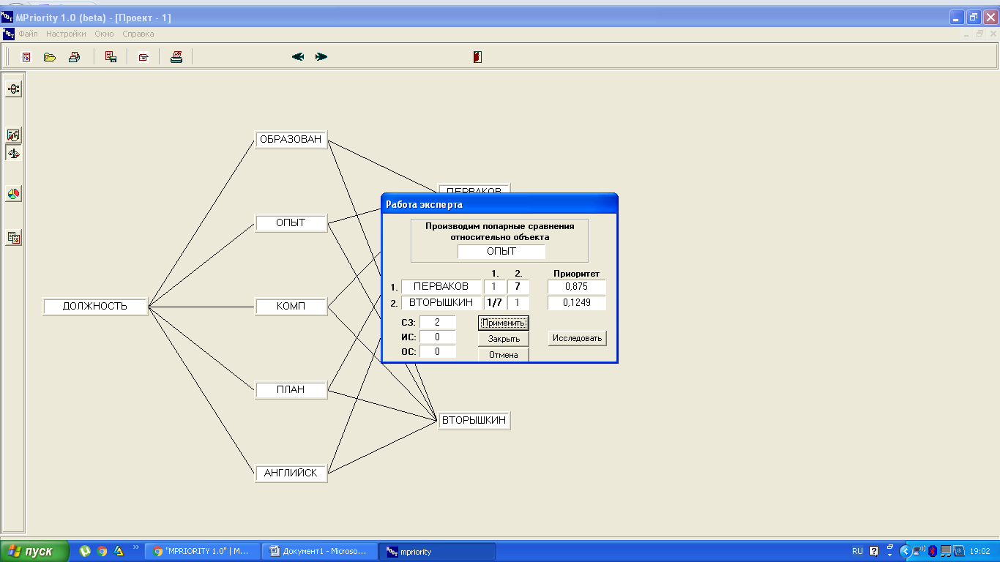 MPriority 1.0 (beta) - [Проект - 1]
Файл Настройки Окно Справка
ОБРАЗОВАН
ПЕРВАКОВ
Работа эксперта
Производим попарные сравнения
относительно объекта
ОПЫТ
ОПЫТ
1. 2. Приоритет
1. ПЕРВАКОВ 1 7 0,875
2. ВТОРЫШКИН 1/7 1 0,1249
ДОЛЖНОСТЬ
КОМП
СЗ: 2 Применить
ИС: 0 Закрыть Исследовать
ОС: 0 Отмена
ПЛАН
ВТОРЫШКИН
АНГЛИЙСК
пуск "MPRIORITY 1.0" | M... Документ1 - Microso... mpriority RU 19:02